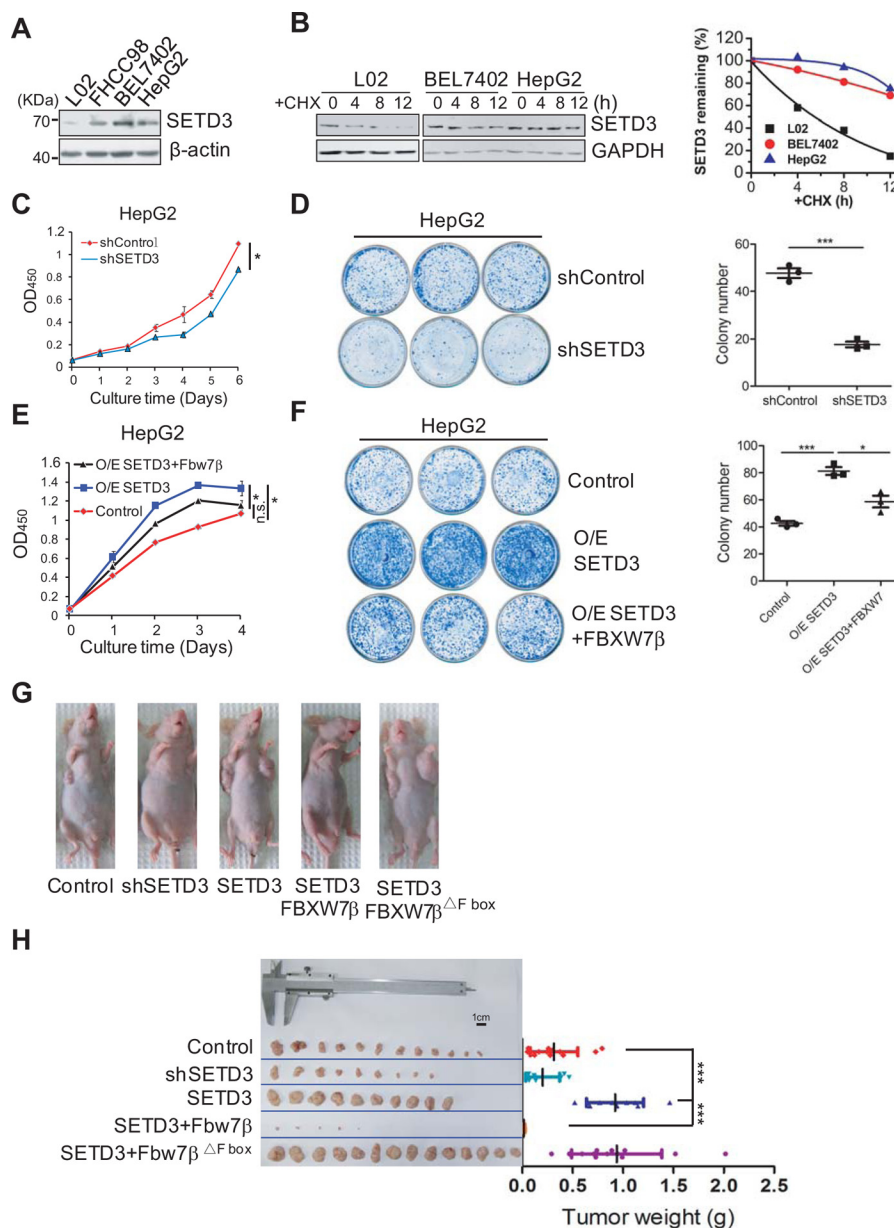 A
L02
FHCC98
BEL7402
HepG2
(KDa)
70
SETD3
40
β-actin
B
L02 BEL7402 HepG2
+CHX 0 4 8 12 0 4 8 12 0 4 8 12 (h)
SETD3
GAPDH
SETD3 remaining (%)
120
100
80
60
40
20
0
L02
BEL7402
HepG2
0 4 8 12
+CHX (h)
C
HepG2
shControl
shSETD3
OD450
1.2
1
0.8
0.6
0.4
0.2
0
*
0 1 2 3 4 5 6
Culture time (Days)
D
HepG2
shControl
shSETD3
Colony number
60
40
20
0
***
shControl shSETD3
E
HepG2
O/E SETD3+Fbw7β
O/E SETD3
Control
OD450
1.6
1.4
1.2
1
0.8
0.6
0.4
0.2
0
*
*
n.s.
0 1 2 3 4
Culture time (Days)
F
HepG2
Control
O/E
SETD3
O/E SETD3
+FBXW7β
Colony number
100
80
60
40
20
0
*** *
Control
O/E SETD3
O/E SETD3+FBXW7
G
Control shSETD3 SETD3 SETD3 SETD3
FBXW7β FBXW7β△F box
H
1cm
Control
shSETD3
SETD3
SETD3+Fbw7β
SETD3+Fbw7β △F box
***
***
0.0 0.5 1.0 1.5 2.0 2.5
Tumor weight (g)